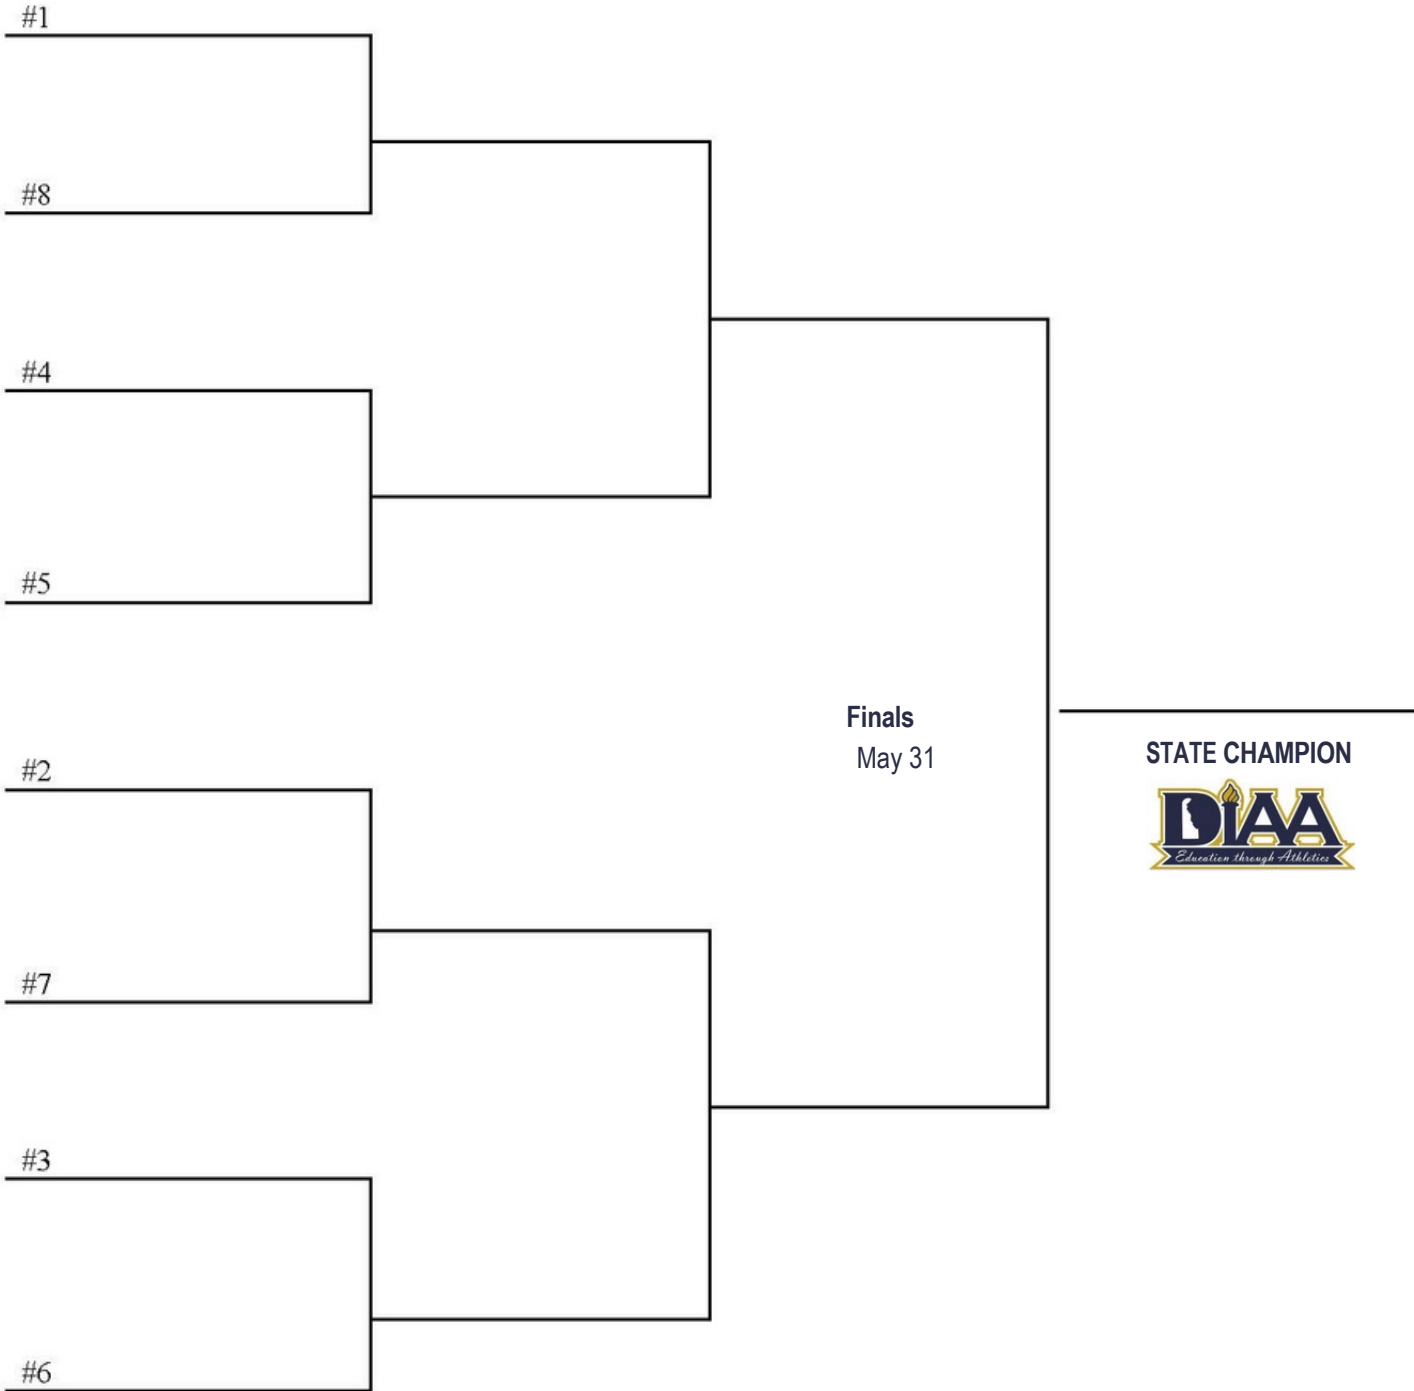 #1
#8
#4
#5
Finals
May 31
STATE CHAMPION
#2
DIAA
Education through Athletics
#7
#3
#6